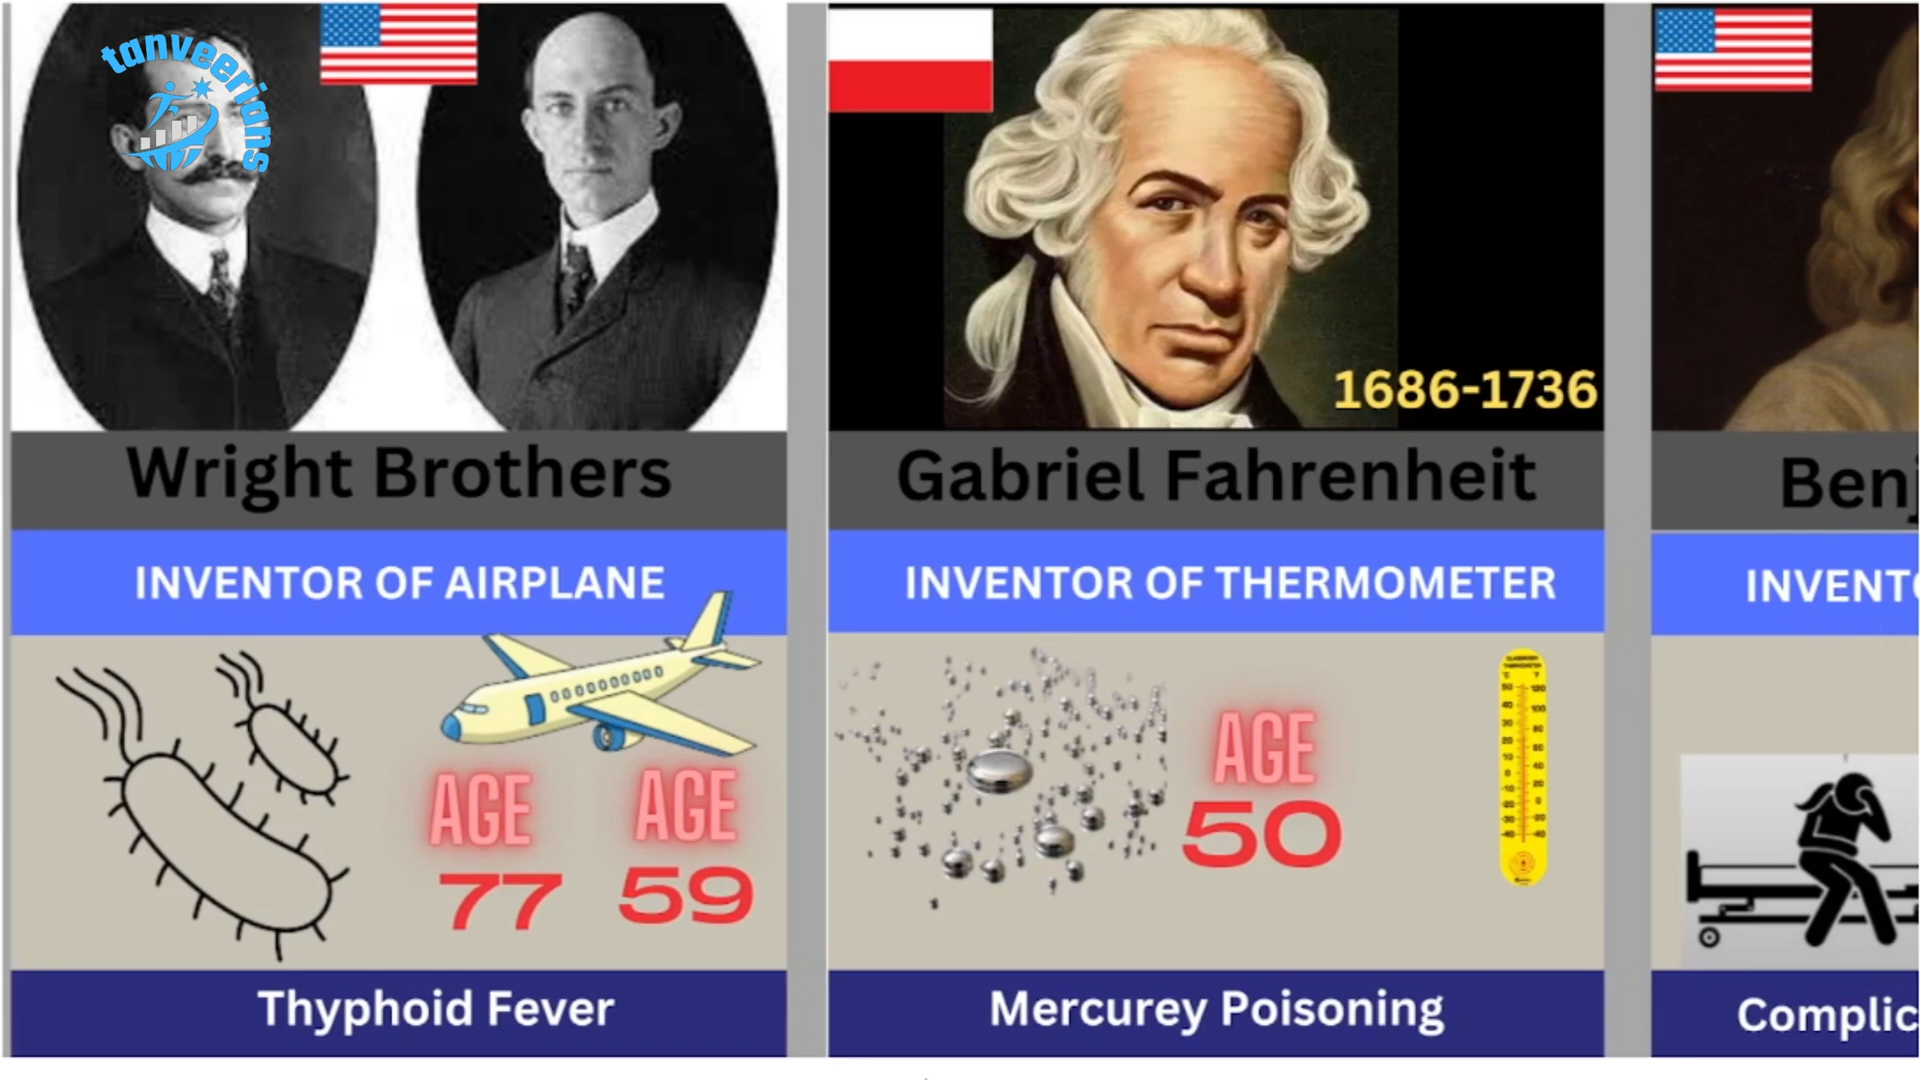 tanveerians
Wright Brothers
INVENTOR OF AIRPLANE
AGE
77
AGE
59
Thyphoid Fever
1686-1736
Gabriel Fahrenheit
INVENTOR OF THERMOMETER
AGE
50
Mercurey Poisoning
Benj
INVENTO
Complic